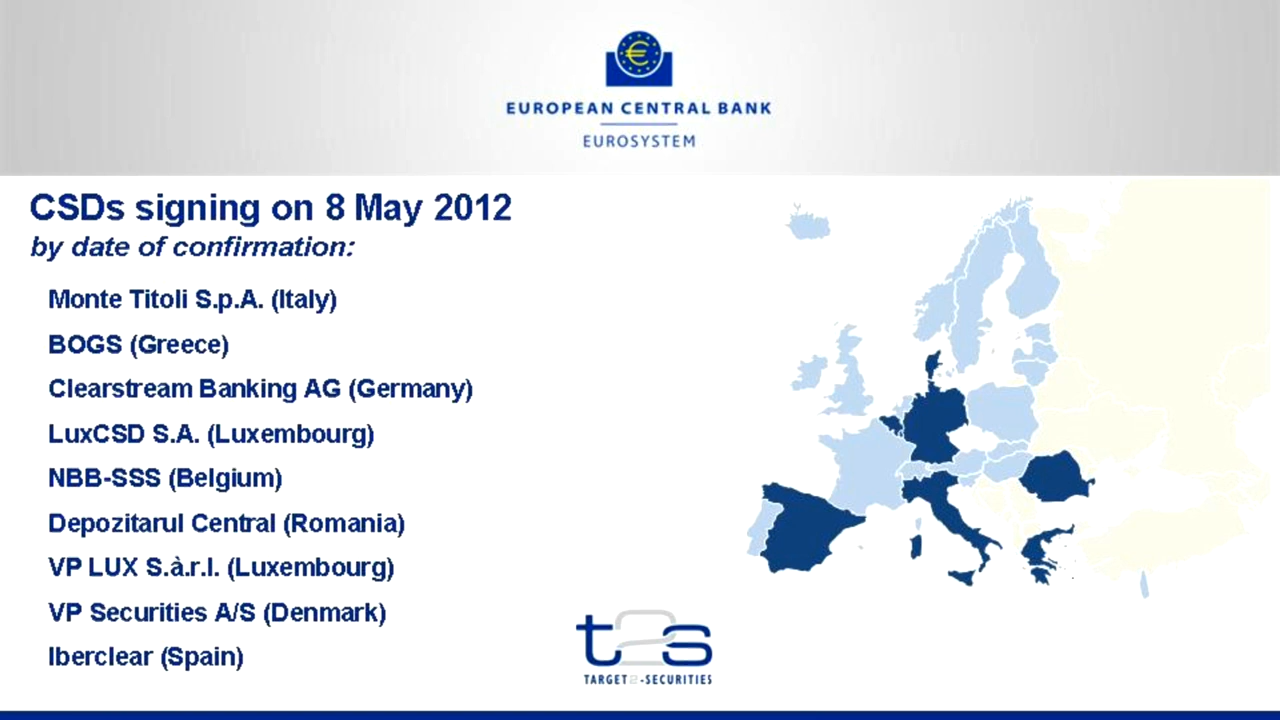 EUROPEAN CENTRAL BANK
EUROSYSTEM
CSDs signing on 8 May 2012
by date of confirmation:
Monte Titoli S.p.A. (Italy)
BOGS (Greece)
Clearstream Banking AG (Germany)
LuxCSD S.A. (Luxembourg)
NBB-SSS (Belgium)
Depozitarul Central (Romania)
VP LUX S.à.r.l. (Luxembourg)
VP Securities A/S (Denmark)
Iberclear (Spain)
t2s
TARGET2-SECURITIES